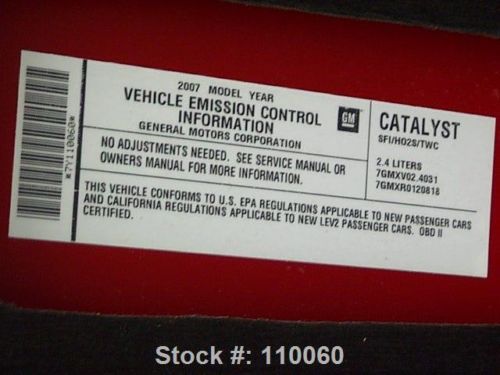 *7Y110060*
2007 MODEL YEAR
VEHICLE EMISSION CONTROL
INFORMATION
GENERAL MOTORS CORPORATION
GM
NO ADJUSTMENTS NEEDED. SEE SERVICE MANUAL OR
OWNERS MANUAL FOR MORE INFORMATION.
CATALYST
SFI/HO2S/TWC
2.4 LITERS
7GMXV02.4031
7GMXR0120818
THIS VEHICLE CONFORMS TO U.S. EPA REGULATIONS APPLICABLE TO NEW PASSENGER CARS
AND CALIFORNIA REGULATIONS APPLICABLE TO NEW LEV2 PASSENGER CARS. OBD II
CERTIFIED.
Stock #: 110060